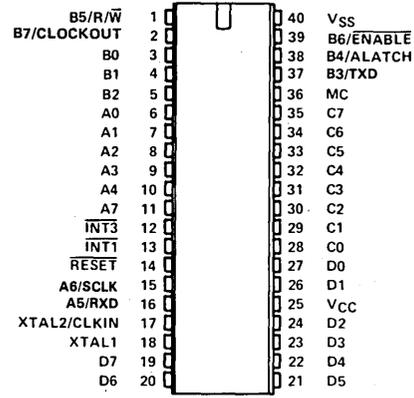 B5/R/W̅ 1 40 VSS
B7/CLOCKOUT 2 39 B6/E̅N̅A̅B̅L̅E̅
B0 3 38 B4/ALATCH
B1 4 37 B3/TXD
B2 5 36 MC
A0 6 35 C7
A1 7 34 C6
A2 8 33 C5
A3 9 32 C4
A4 10 31 C3
A7 11 30 C2
I̅N̅T̅3̅ 12 29 C1
I̅N̅T̅1̅ 13 28 C0
R̅E̅S̅E̅T̅ 14 27 D0
A6/SCLK 15 26 D1
A5/RXD 16 25 VCC
XTAL2/CLKIN 17 24 D2
XTAL1 18 23 D3
D7 19 22 D4
D6 20 21 D5